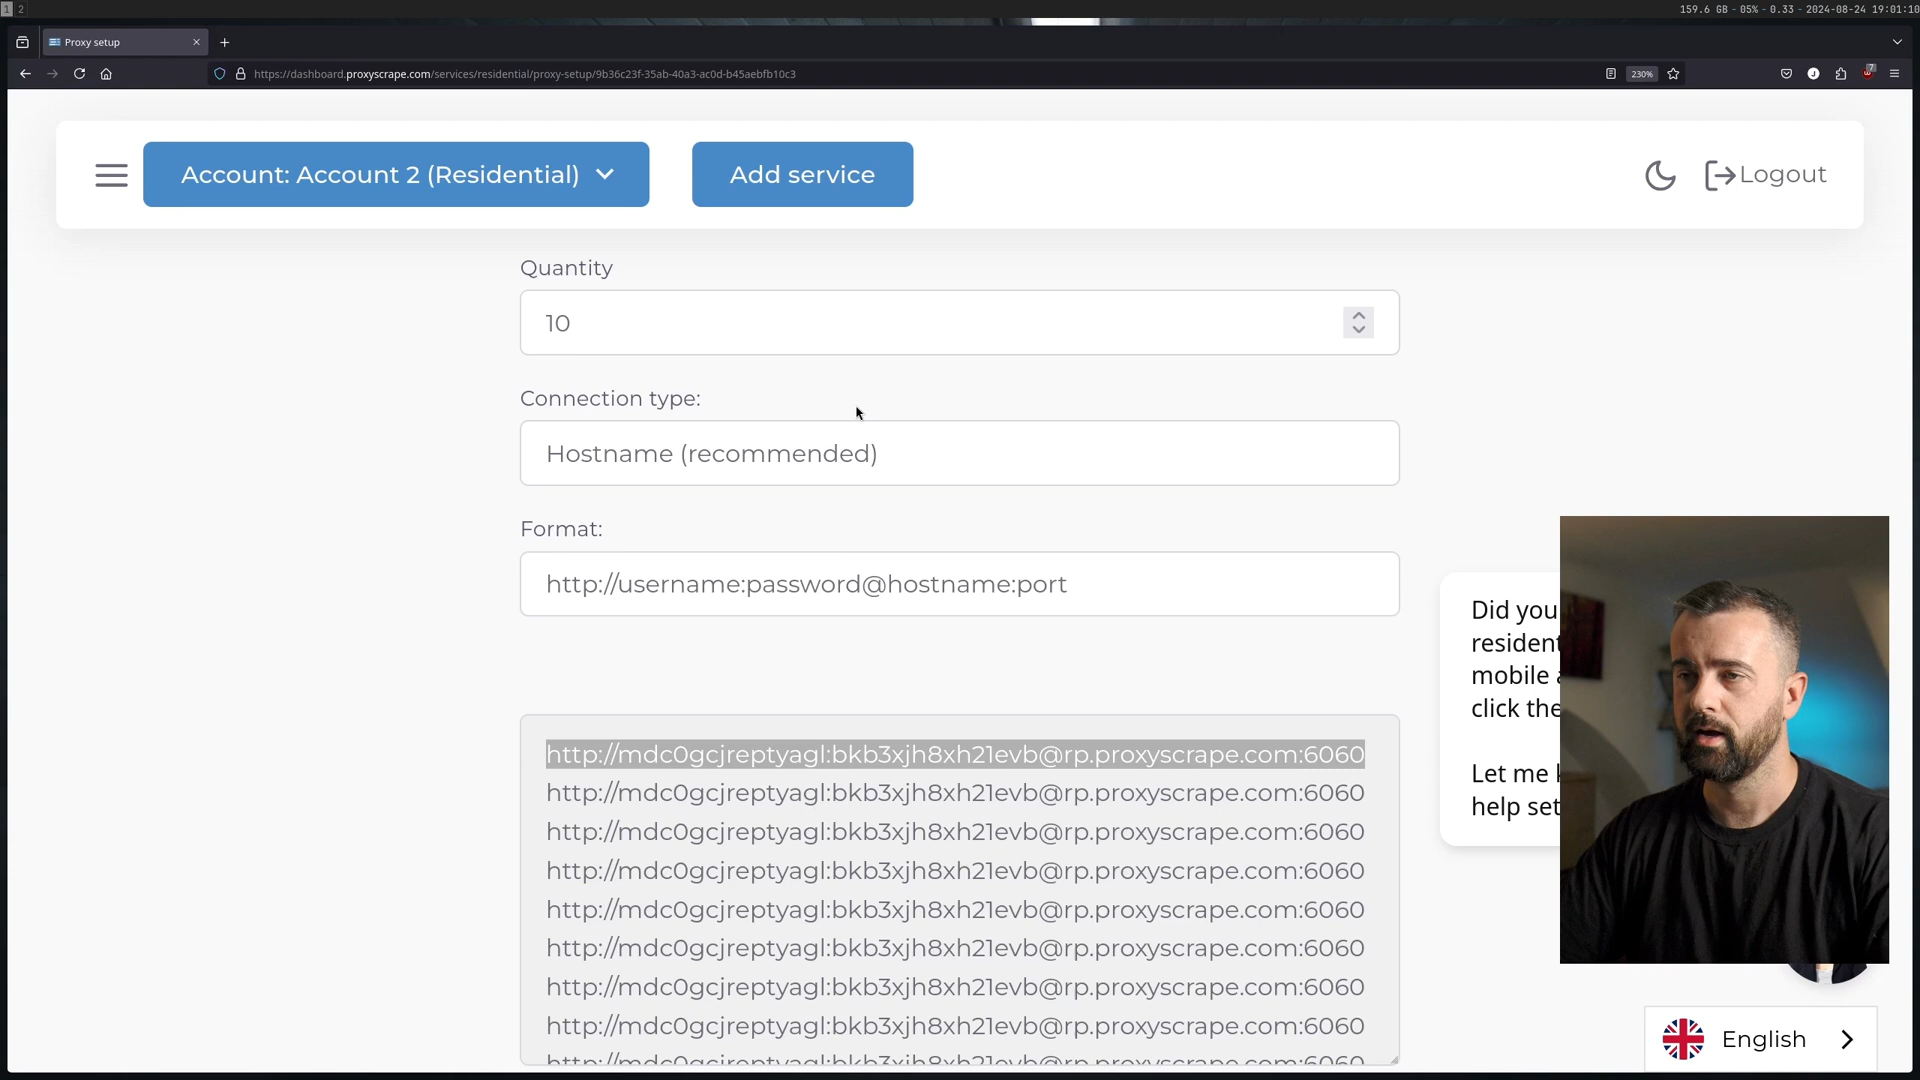 1 2
159.6 GB - 05% - 0.33 - 2024-08-24 19:01:10
Proxy setup
https://dashboard.proxyscrape.com/services/residential/proxy-setup/9b36c23f-35ab-40a3-ac0d-b45aebfb10c3
230%
7
Account: Account 2 (Residential)
Add service
Logout
Quantity
10
Connection type:
Hostname (recommended)
Format:
http://username:password@hostname:port
http://mdc0gcjreptyagl:bkb3xjh8xh21evb@rp.proxyscrape.com:6060
http://mdc0gcjreptyagl:bkb3xjh8xh21evb@rp.proxyscrape.com:6060
http://mdc0gcjreptyagl:bkb3xjh8xh21evb@rp.proxyscrape.com:6060
http://mdc0gcjreptyagl:bkb3xjh8xh21evb@rp.proxyscrape.com:6060
http://mdc0gcjreptyagl:bkb3xjh8xh21evb@rp.proxyscrape.com:6060
http://mdc0gcjreptyagl:bkb3xjh8xh21evb@rp.proxyscrape.com:6060
http://mdc0gcjreptyagl:bkb3xjh8xh21evb@rp.proxyscrape.com:6060
http://mdc0gcjreptyagl:bkb3xjh8xh21evb@rp.proxyscrape.com:6060
http://mdc0gcjreptyagl:bkb3xjh8xh21evb@rp.proxyscrape.com:6060
Did you
resident
mobile
click the
Let me
help set
English